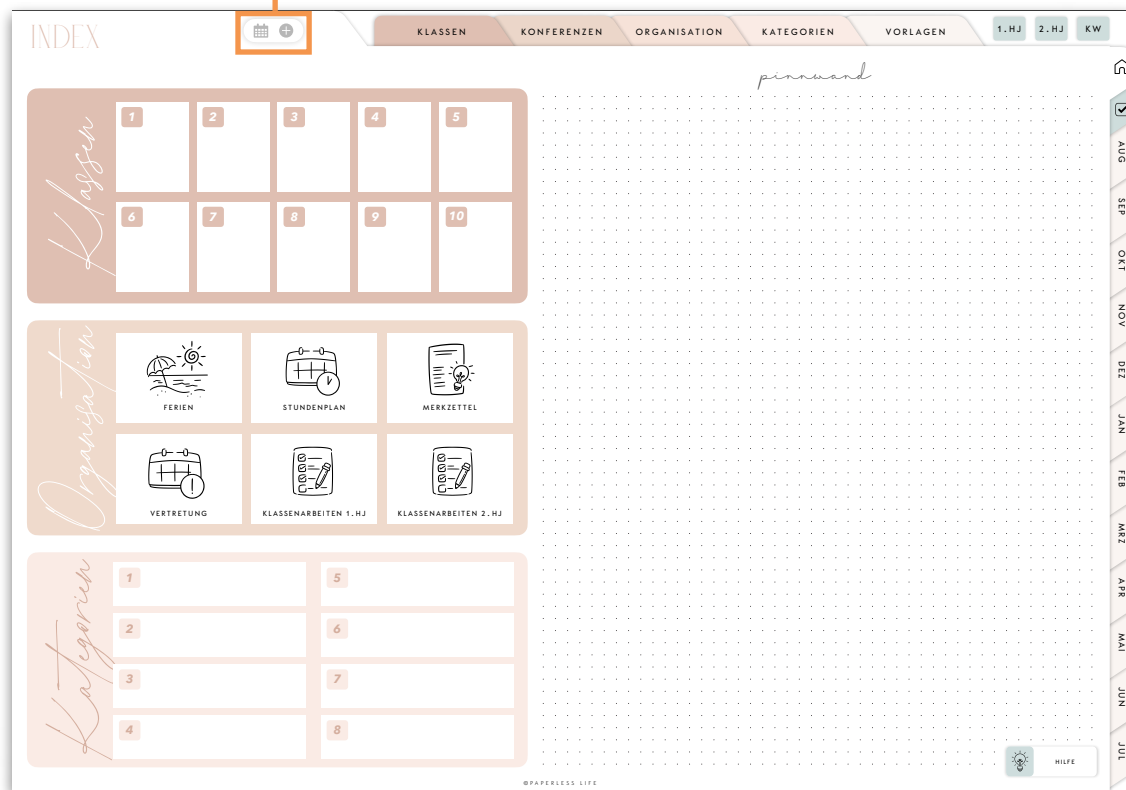 INDEX
KLASSEN KONFERENZEN ORGANISATION KATEGORIEN VORLAGEN 1.HJ 2.HJ KW
pinnwand
Klassen
1 2 3 4 5
6 7 8 9 10
Organisation
FERIEN STUNDENPLAN MERKZETTEL
VERTRETUNG KLASSENARBEITEN 1.HJ KLASSENARBEITEN 2.HJ
Kategorien
1 5
2 6
3 7
4 8
AUG
SEP
OKT
NOV
DEZ
JAN
FEB
MRZ
APR
MAI
JUN
JUL
HILFE
©PAPERLESS LIFE